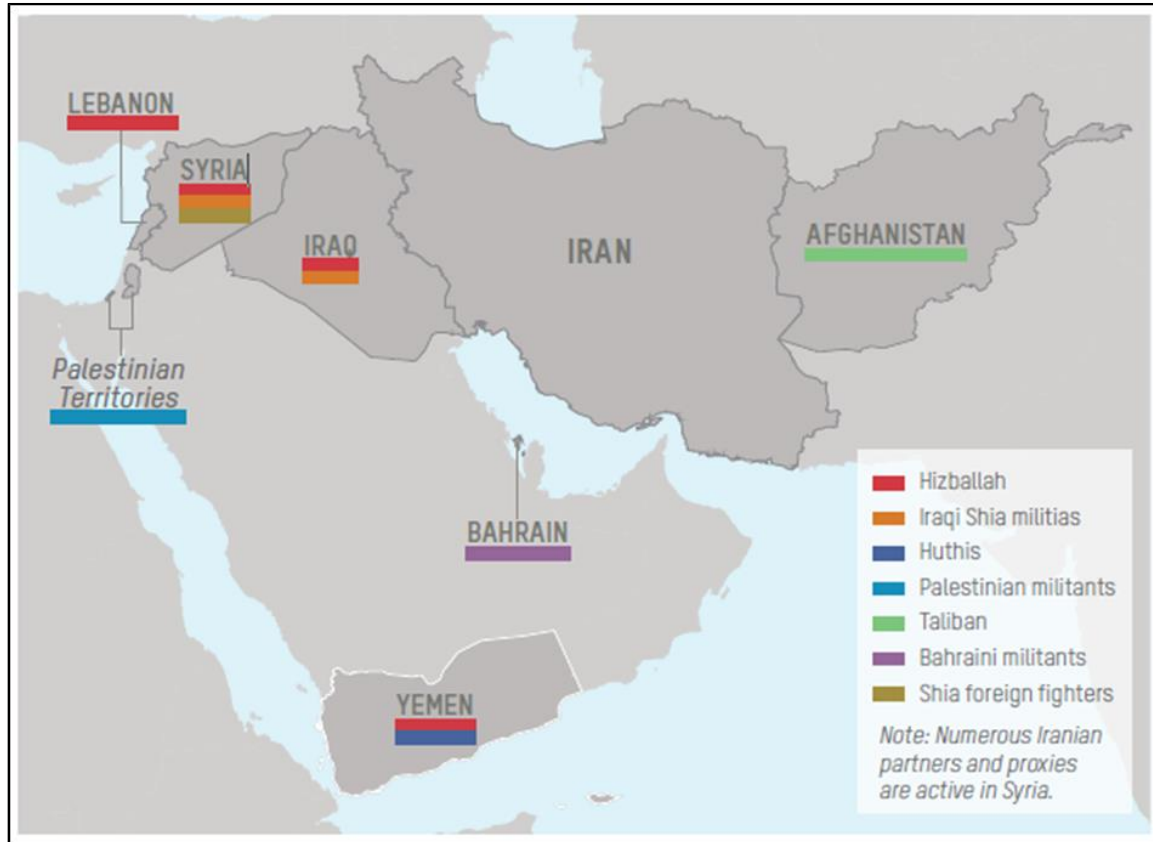 LEBANON
SYRIA
IRAQ
IRAN
AFGHANISTAN
Palestinian
Territories
BAHRAIN
YEMEN
Hizballah
Iraqi Shia militias
Huthis
Palestinian militants
Taliban
Bahraini militants
Shia foreign fighters
Note: Numerous Iranian
partners and proxies
are active in Syria.